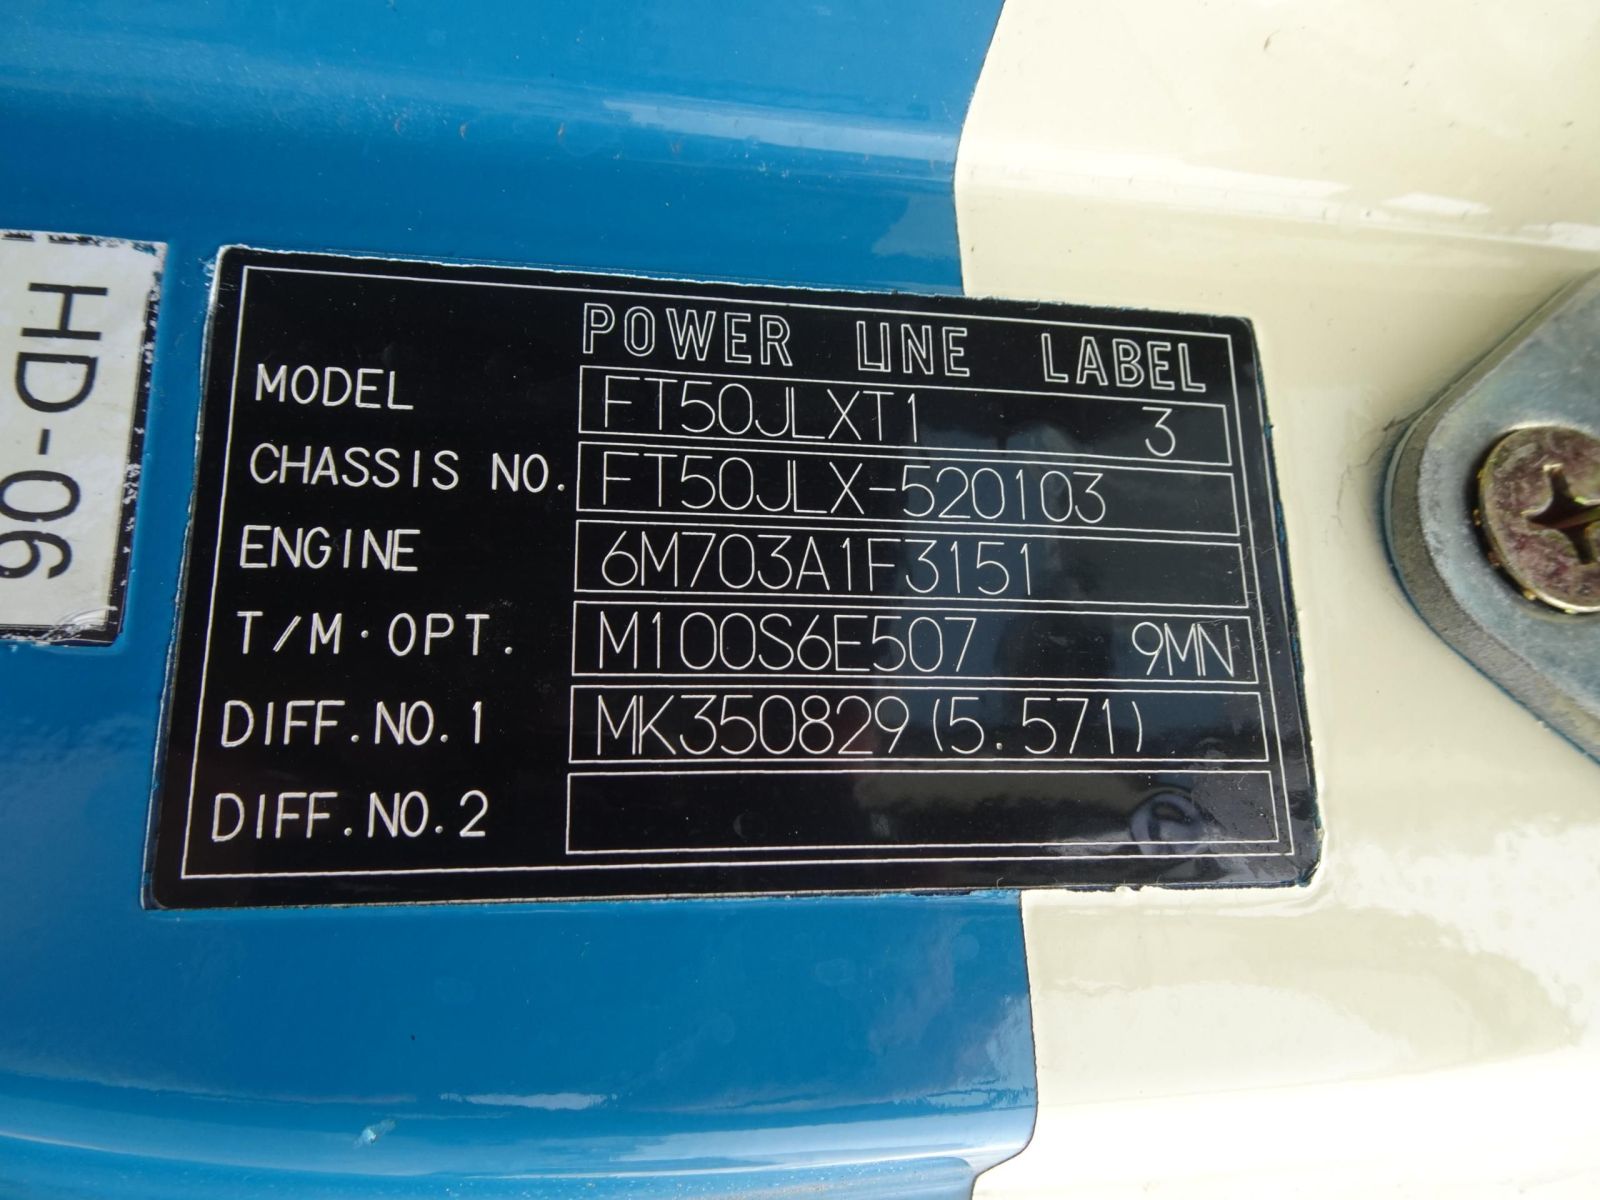 HD-06
POWER LINE LABEL
MODEL FT50JLXT1 3
CHASSIS NO. FT50JLX-520103
ENGINE 6M703A1F3151
T/M·OPT. M100S6E507 9MN
DIFF.NO.1 MK350829(5.571)
DIFF.NO.2